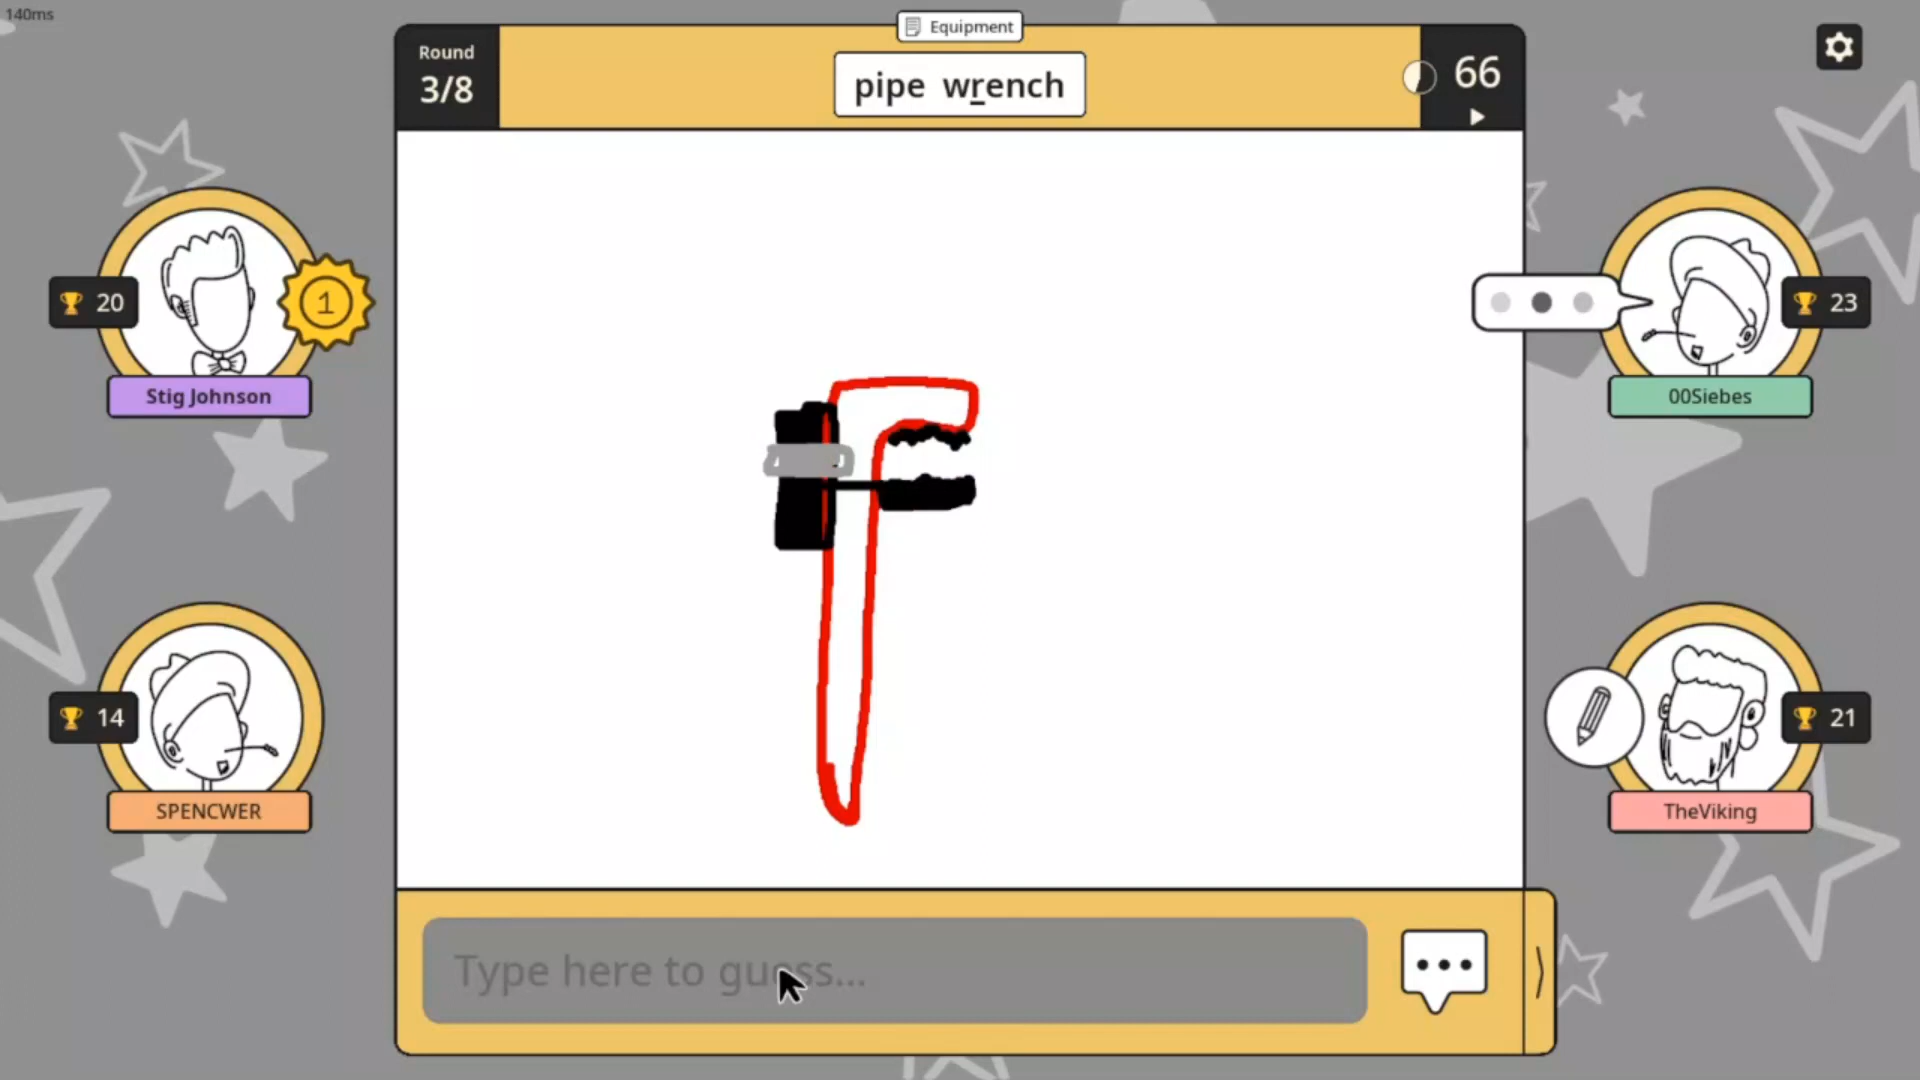 140ms
Equipment
Round
3/8
pipe wrench
66
20
1
Stig Johnson
23
00Siebes
14
SPENCWER
21
TheViking
Type here to guess...